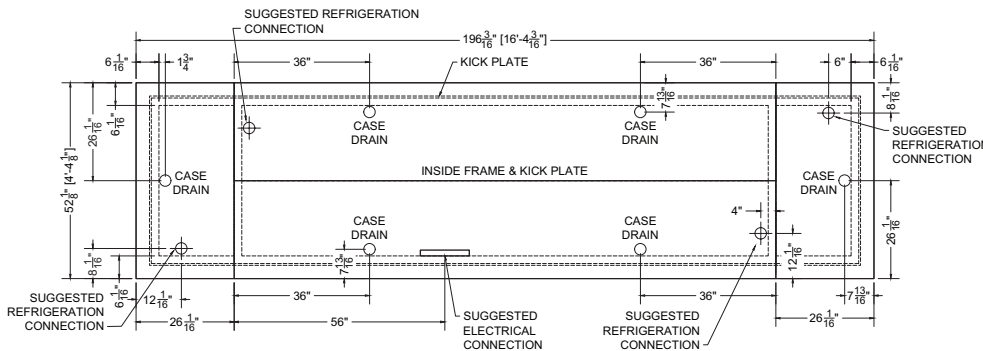 SUGGESTED REFRIGERATION
CONNECTION
196 3/16" [16'-4 3/16"]
6 1/16"
1 3/4"
36"
KICK PLATE
36"
6"
6 1/16"
26 1/16"
6 1/16"
7 13/16"
8 1/16"
CASE
DRAIN
CASE
DRAIN
SUGGESTED
REFRIGERATION
CONNECTION
52 1/8" [4'-4 1/8"]
INSIDE FRAME & KICK PLATE
CASE
DRAIN
CASE
DRAIN
4"
CASE
DRAIN
CASE
DRAIN
26 1/16"
8 1/16"
7 13/16"
12 1/16"
6 1/16"
SUGGESTED
REFRIGERATION
CONNECTION
12 1/16"
36"
36"
7 13/16"
26 1/16"
56"
SUGGESTED
ELECTRICAL
CONNECTION
SUGGESTED
REFRIGERATION
CONNECTION
26 1/16"